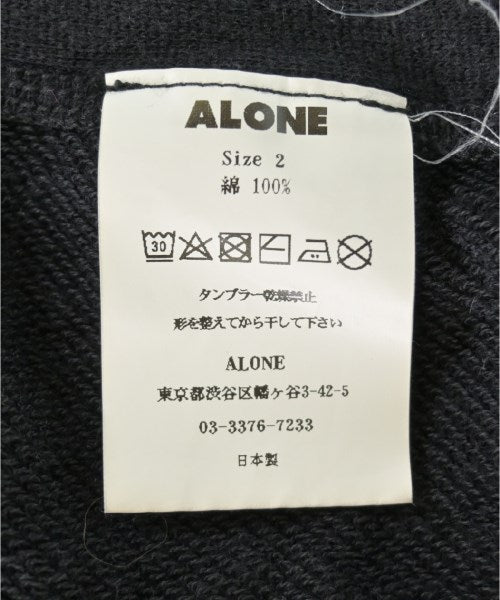 ALONE
Size 2
綿 100%
30
タンブラー乾燥禁止
形を整えてから干して下さい
ALONE
東京都渋谷区幡ヶ谷3-42-5
03-3376-7233
日本製